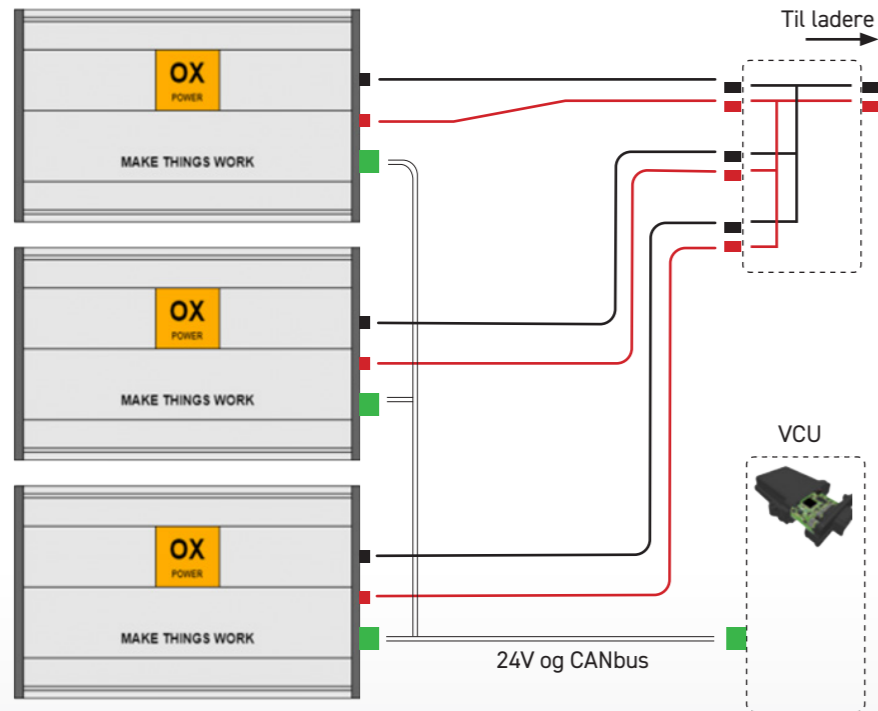 Til ladere
OX
POWER
MAKE THINGS WORK
OX
POWER
MAKE THINGS WORK
VCU
OX
POWER
MAKE THINGS WORK
24V og CANbus